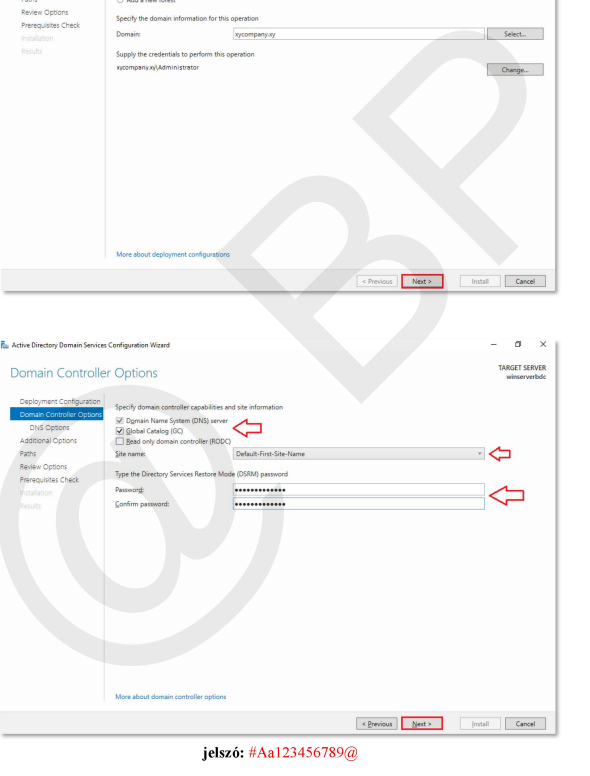 Paths
Add a new forest
Review Options
Specify the domain information for this operation
Prerequisites Check
Domain: xycompany.xy Select...
Installation
Results
Supply the credentials to perform this operation
xycompany.xy\Administrator Change...
More about deployment configurations
< Previous Next > Install Cancel
Active Directory Domain Services Configuration Wizard
Domain Controller Options
TARGET SERVER
winserverbdc
Deployment Configuration
Domain Controller Options
DNS Options
Additional Options
Paths
Review Options
Prerequisites Check
Installation
Results
Specify domain controller capabilities and site information
Domain Name System (DNS) server
Global Catalog (GC)
Read only domain controller (RODC)
Site name: Default-First-Site-Name
Type the Directory Services Restore Mode (DSRM) password
Password: •••••••••••••
Confirm password: •••••••••••••
More about domain controller options
< Previous Next > Install Cancel
jelszó: #Aa123456789@
@BP